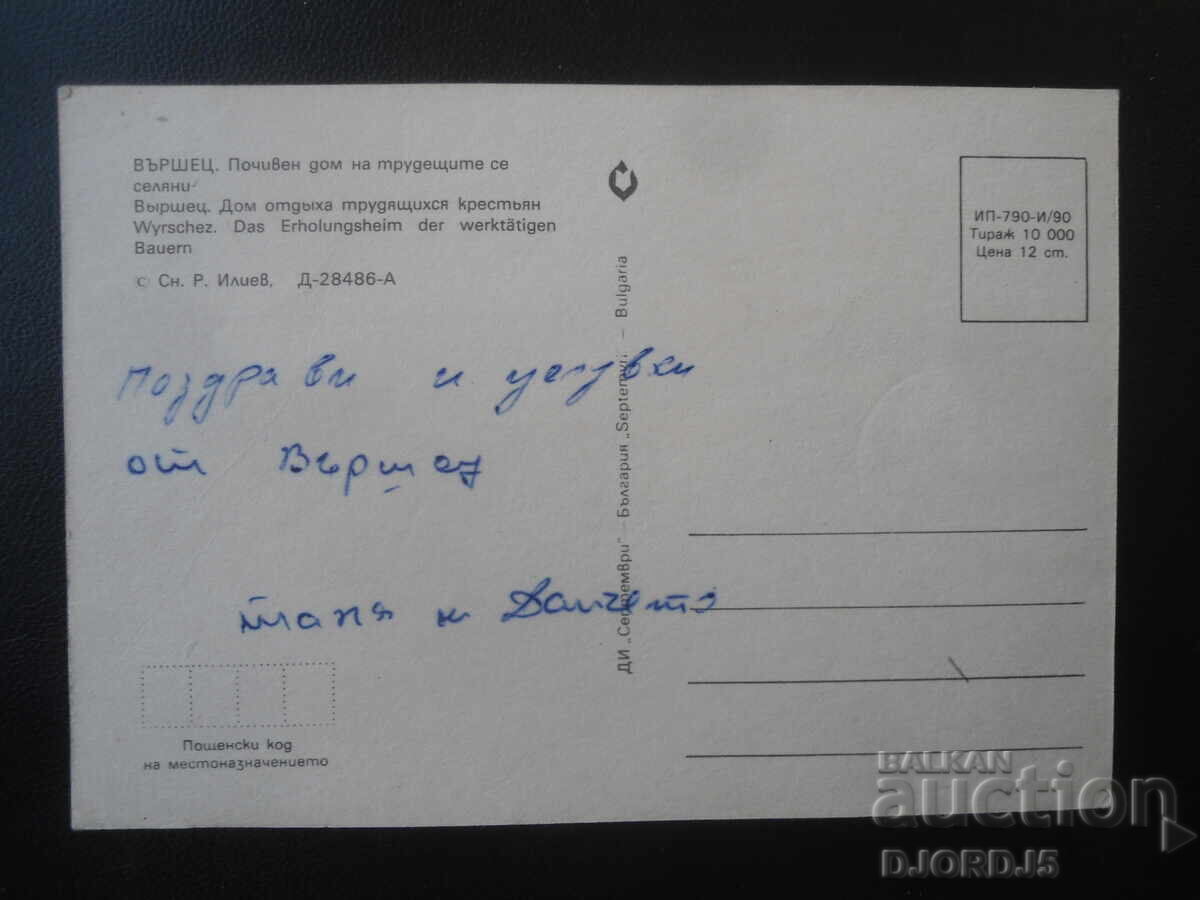 ВЪРШЕЦ. Почивен дом на трудещите се
селяни
Выршец. Дом отдыха трудящихся крестьян
Wyrschez. Das Erholungsheim der werktätigen
Bauern
© Сн. Р. Илиев, Д-28486-А
ИП-790-И/90
Тираж 10 000
Цена 12 ст.
ДИ „Септември" – България „Septemvri" – Bulgaria
Поздрави и целувки
от Вършец
Таня и
Пощенски код
на местоназначението
BALKAN
auction
DJORDJ5